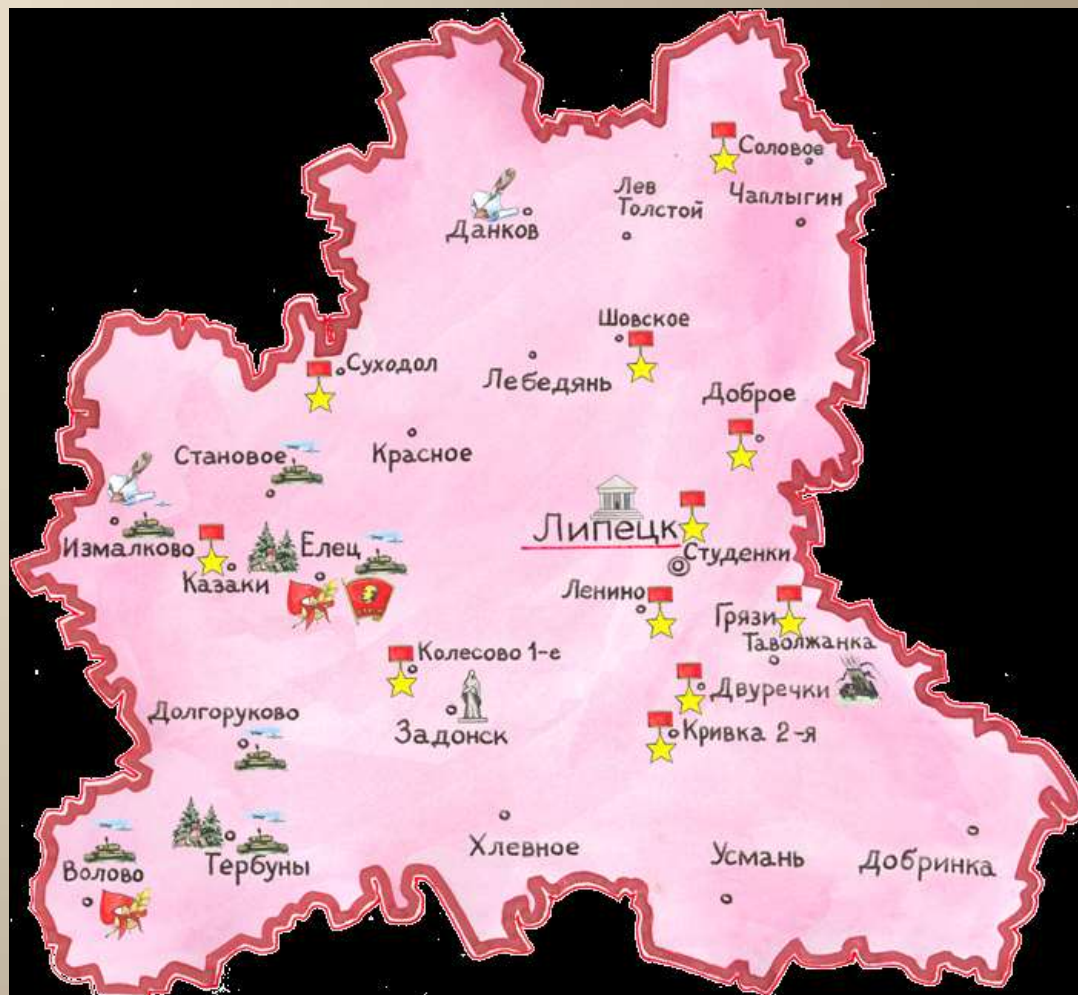 Соловое
Лев
Толстой
Чаплыгин
Данков
Шовское
Суходол
Лебедянь
Доброе
Становое
Красное
Липецк
Измалково
Елец
Студенки
Казаки
Ленино
Грязи
Таволжанка
Колесово 1-е
Двуречки
Долгоруково
Задонск
Кривка 2-я
Хлевное
Тербуны
Волово
Усмань
Добринка